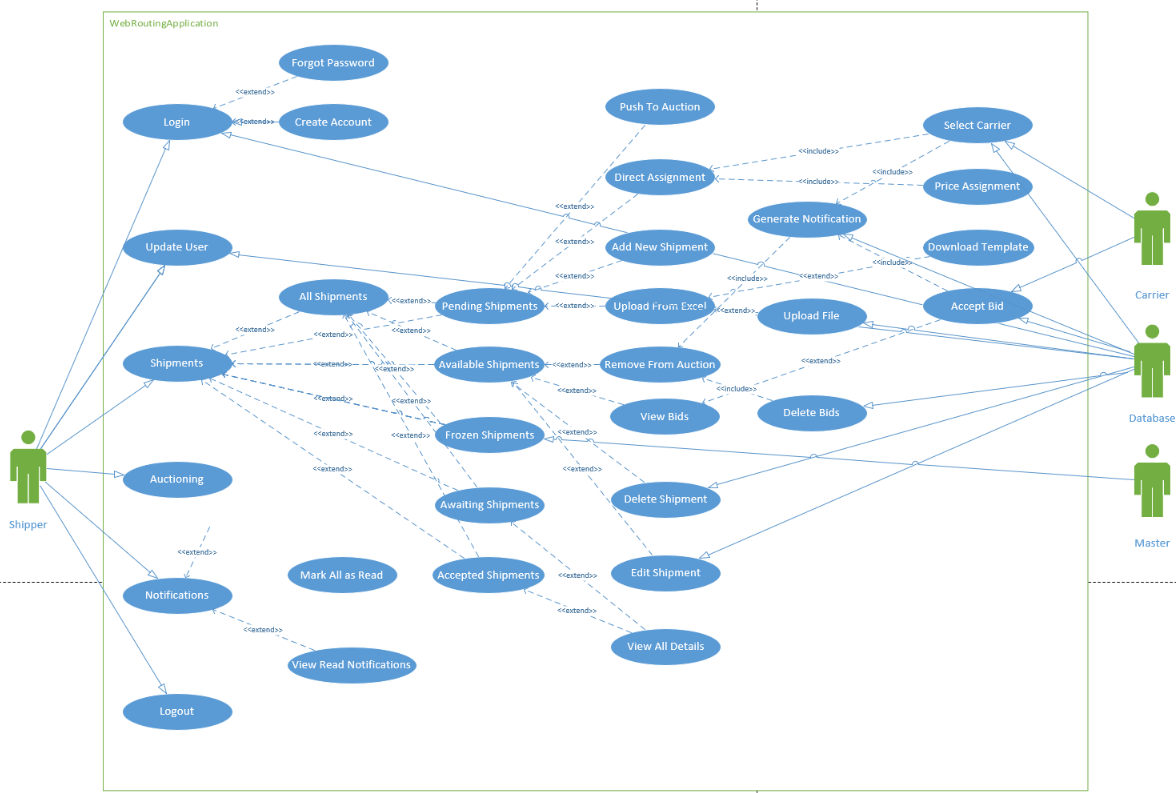 WebRoutingApplication
Forgot Password
<<extend>>
Login
<<extend>>
Create Account
Push To Auction
Select Carrier
<<include>>
Direct Assignment
<<include>>
<<include>>
Price Assignment
<<extend>>
Generate Notification
Update User
<<extend>>
Add New Shipment
Download Template
<<include>>
<<extend>>
<<include>>
<<extend>>
All Shipments
<<extend>>
Pending Shipments
<<extend>>
Upload From Excel
<<extend>>
Upload File
Accept Bid
Carrier
<<extend>>
<<extend>>
<<extend>>
Shipments
<<extend>>
<<extend>>
Available Shipments
<<extend>>
Remove From Auction
<<extend>>
<<extend>>
<<include>>
<<extend>>
<<extend>>
View Bids
Delete Bids
Database
<<extend>>
<<extend>>
Frozen Shipments
<<extend>>
<<extend>>
<<extend>>
Auctioning
Awaiting Shipments
Delete Shipment
Shipper
Master
<<extend>>
Mark All as Read
Accepted Shipments
<<extend>>
Edit Shipment
Notifications
<<extend>>
<<extend>>
View All Details
View Read Notifications
Logout